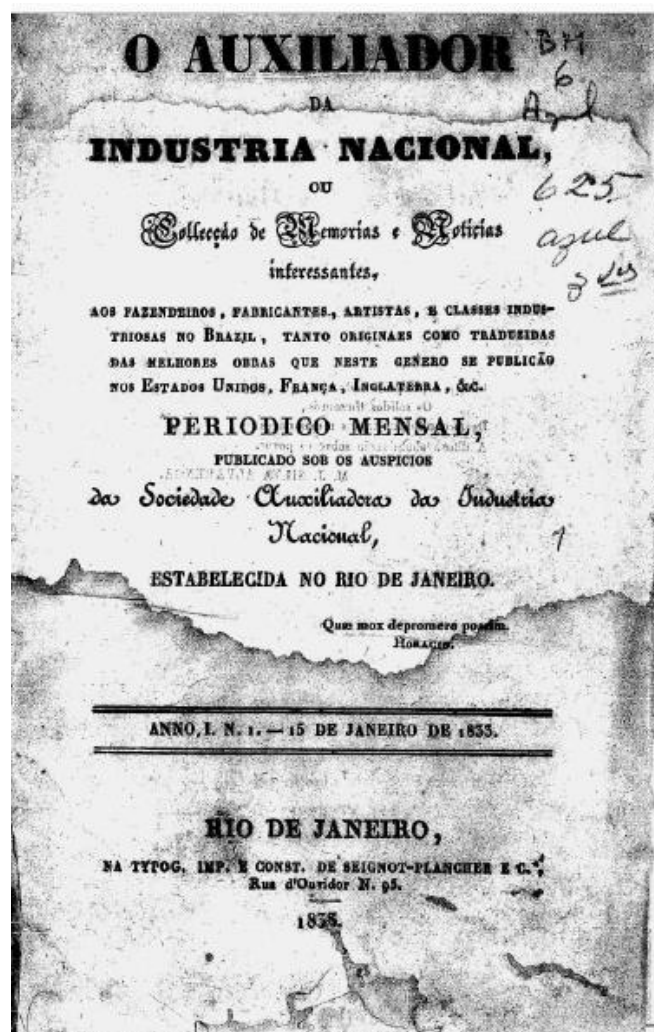 O AUXILIADOR
DA
INDUSTRIA NACIONAL,
OU
Collecção de Memorias e Noticias
interessantes,
AOS FAZENDEIROS, FABRICANTES, ARTISTAS, E CLASSES INDUS-
TRIOSAS NO BRAZIL, TANTO ORIGINAES COMO TRADUZIDAS
DAS MELHORES OBRAS QUE NESTE GENERO SE PUBLICÃO
NOS ESTADOS UNIDOS, FRANÇA, INGLATERRA, &c.
PERIODICO MENSAL,
PUBLICADO SOB OS AUSPICIOS
da Sociedade Auxiliadora da Industria
Nacional,
ESTABELECIDA NO RIO DE JANEIRO.
Quæ mox depromere possim.
HORACIO.
ANNO, I. N. 1. — 15 DE JANEIRO DE 1833.
RIO DE JANEIRO,
NA TYPOG. IMP. E CONST. DE SEIGNOT-PLANCHER E C.ª,
Rua d'Ouvidor N. 95.
1833.
BM
6
Azul
625
azul
1